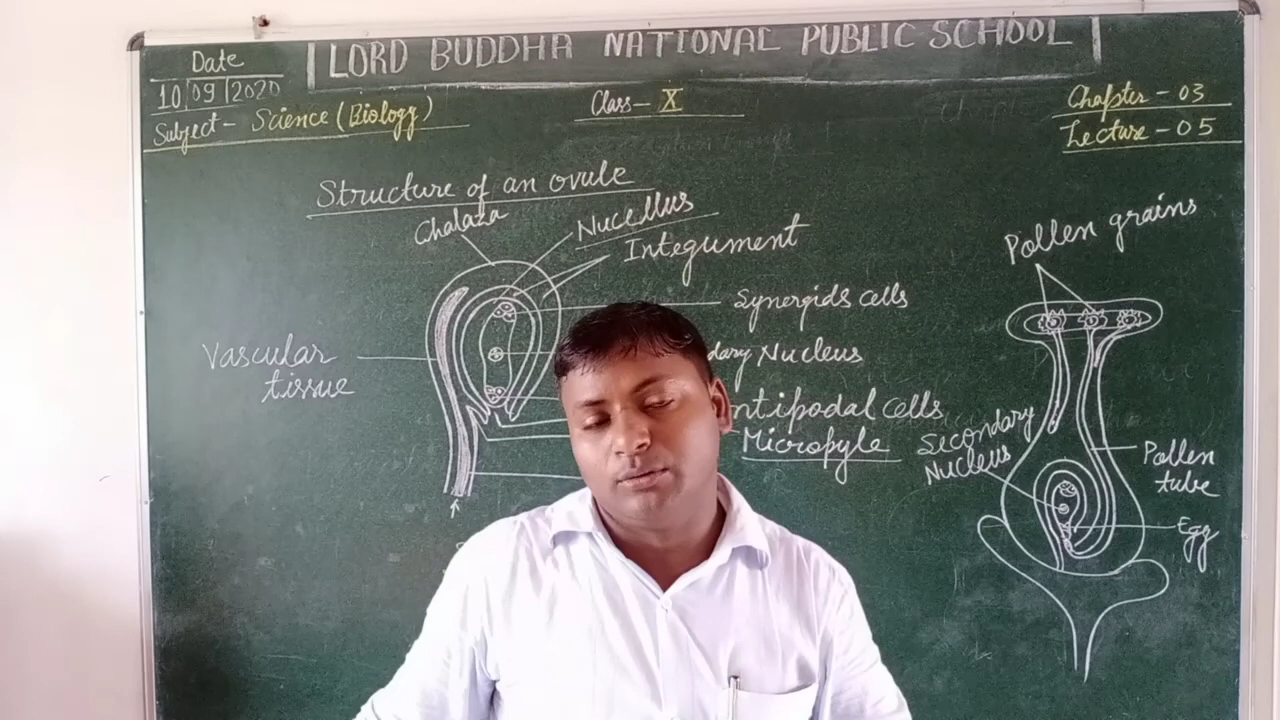 LORD BUDDHA NATIONAL PUBLIC SCHOOL
Date
10/09/2020
Subject - Science (Biology)
Class - X
Chapter - 03
Lecture - 05
Structure of an ovule
Chalaza
Nucellus
Integument
Synergids cells
Vascular
tissue
Nucleus
Micropyle
Pollen grains
Secondary
Nucleus
Pollen
tube
Egg
cells